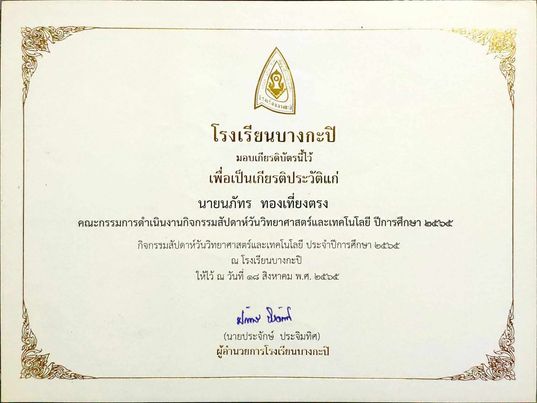 โรงเรียนบางกะปิ
มอบเกียรติบัตรนี้ไว้
เพื่อเป็นเกียรติประวัติแก่
นายนภัทร ทองเที่ยงตรง
คณะกรรมการดำเนินงานกิจกรรมสัปดาห์วันวิทยาศาสตร์และเทคโนโลยี ปีการศึกษา ๒๕๖๕
กิจกรรมสัปดาห์วันวิทยาศาสตร์และเทคโนโลยี ประจำปีการศึกษา ๒๕๖๕
ณ โรงเรียนบางกะปิ
ให้ไว้ ณ วันที่ ๑๘ สิงหาคม พ.ศ. ๒๕๖๕
(นายประจักษ์ ประจิมทิศ)
ผู้อำนวยการโรงเรียนบางกะปิ